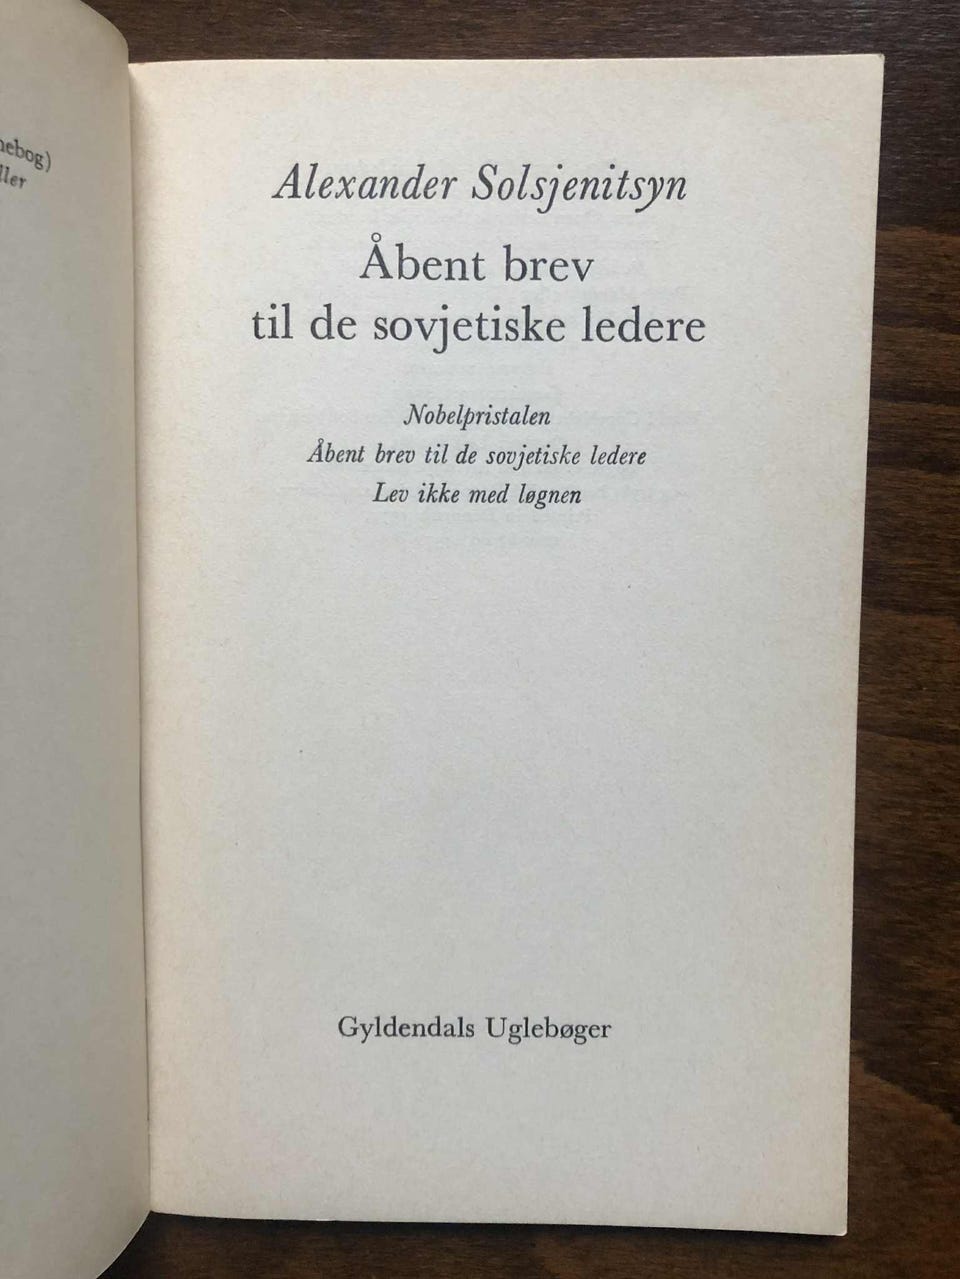 Alexander Solsjenitsyn
Åbent brev
til de sovjetiske ledere
Nobelpristalen
Åbent brev til de sovjetiske ledere
Lev ikke med løgnen
Gyldendals Uglebøger